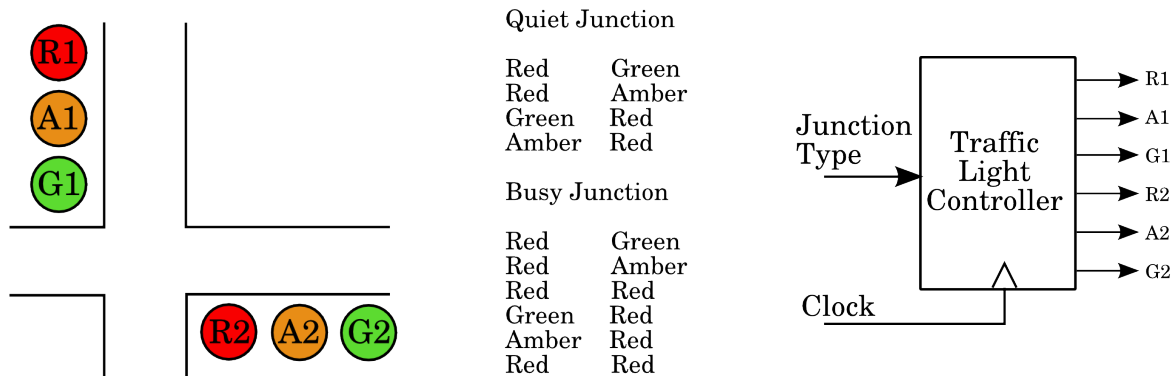 R1
A1
G1
R2 A2 G2
Quiet Junction
Red Green
Red Amber
Green Red
Amber Red
Busy Junction
Red Green
Red Amber
Red Red
Green Red
Amber Red
Red Red
Junction
Type
Clock
Traffic
Light
Controller
R1
A1
G1
R2
A2
G2